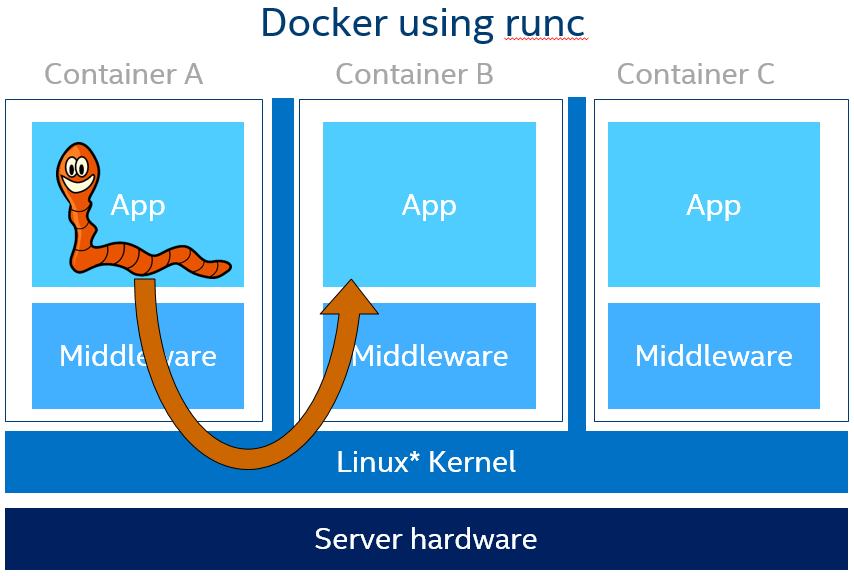 Docker using runc
Container A
Container B
Container C
App
App
App
Middleware
Middleware
Middleware
Linux* Kernel
Server hardware